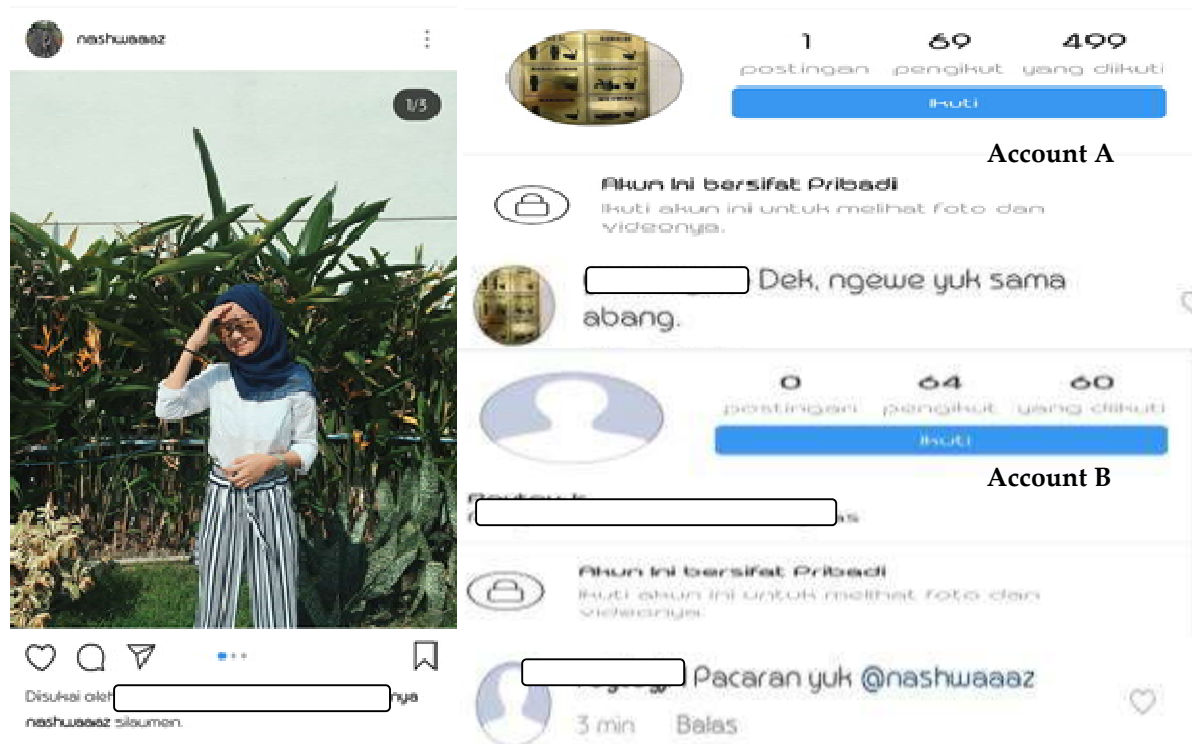 nashwaaaz
1/3
Disukai oleh
nya
nashwaaaz silaumen.
1 69 499
postingan pengikut yang diikuti
Ikuti
Account A
Akun Ini bersifat Pribadi
Ikuti akun ini untuk melihat foto dan
videonya.
Dek, ngewe yuk sama
abang.
0 64 60
postingan pengikut yang diikuti
Ikuti
Account B
as
Akun Ini bersifat Pribadi
Ikuti akun ini untuk melihat foto dan
videonya.
Pacaran yuk @nashwaaaz
3 min Balas